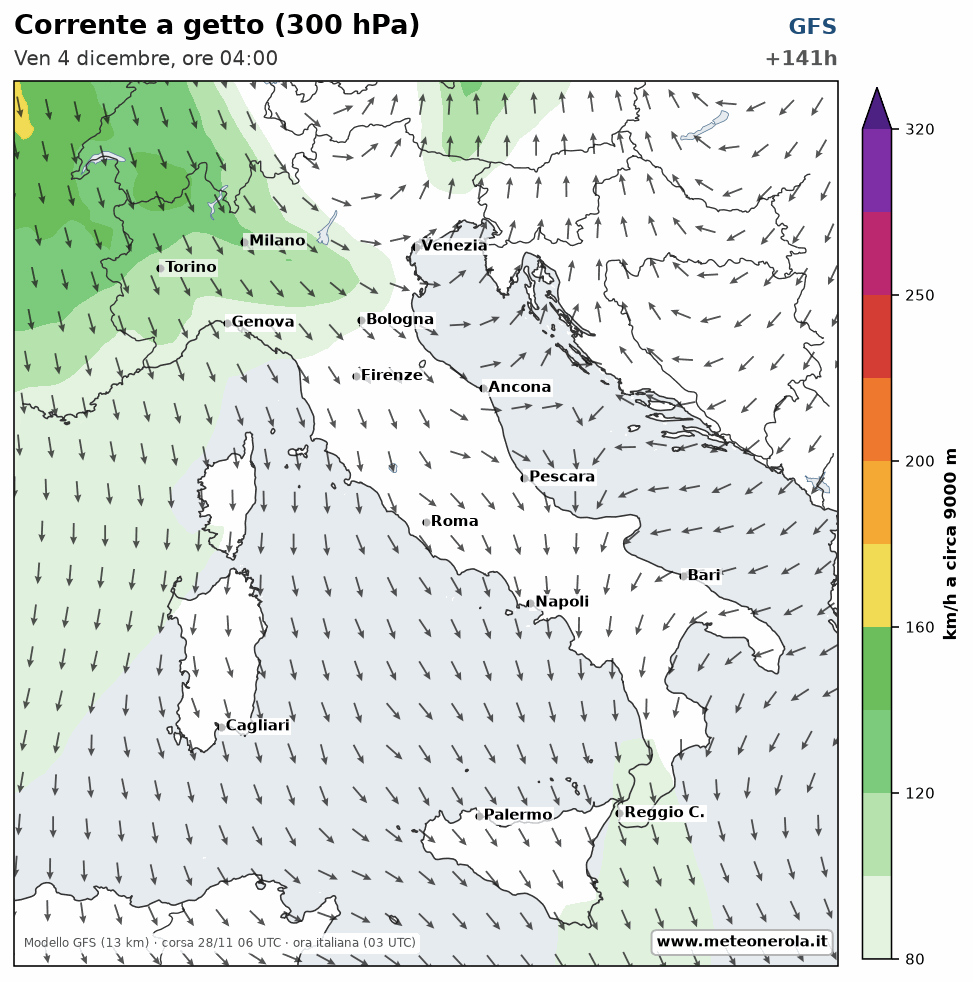 Corrente a getto (300 hPa)
GFS
Ven 4 dicembre, ore 04:00
+141h
Milano
Venezia
Torino
Genova
Bologna
Firenze
Ancona
Pescara
Roma
Bari
Napoli
Cagliari
Palermo
Reggio C.
320
250
200
160
120
80
km/h a circa 9000 m
Modello GFS (13 km) · corsa 28/11 06 UTC · ora italiana (03 UTC)
www.meteonerola.it